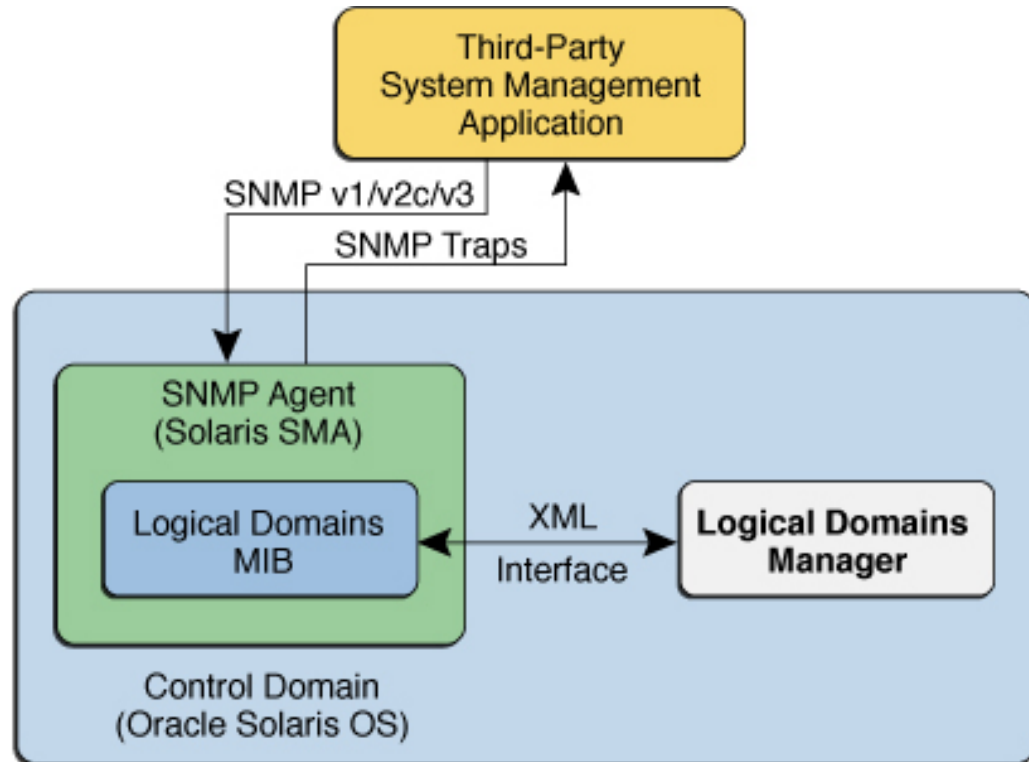 Third-Party
System Management
Application
SNMP v1/v2c/v3
SNMP Traps
SNMP Agent
(Solaris SMA)
Logical Domains
MIB
XML
Interface
Logical Domains
Manager
Control Domain
(Oracle Solaris OS)